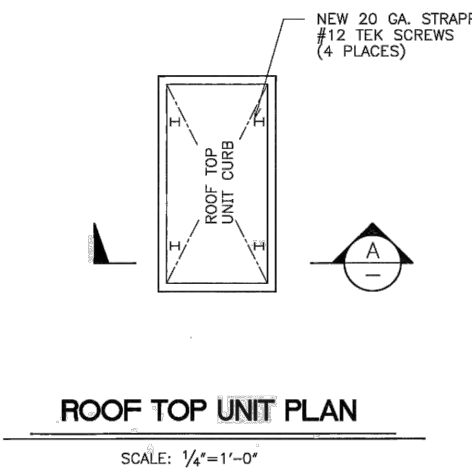 NEW 20 GA.
#12 TEK SCREWS
(4 PLACES)
ROOF TOP
UNIT CURB
A
ROOF TOP UNIT PLAN
SCALE: 1/4"=1'-0"